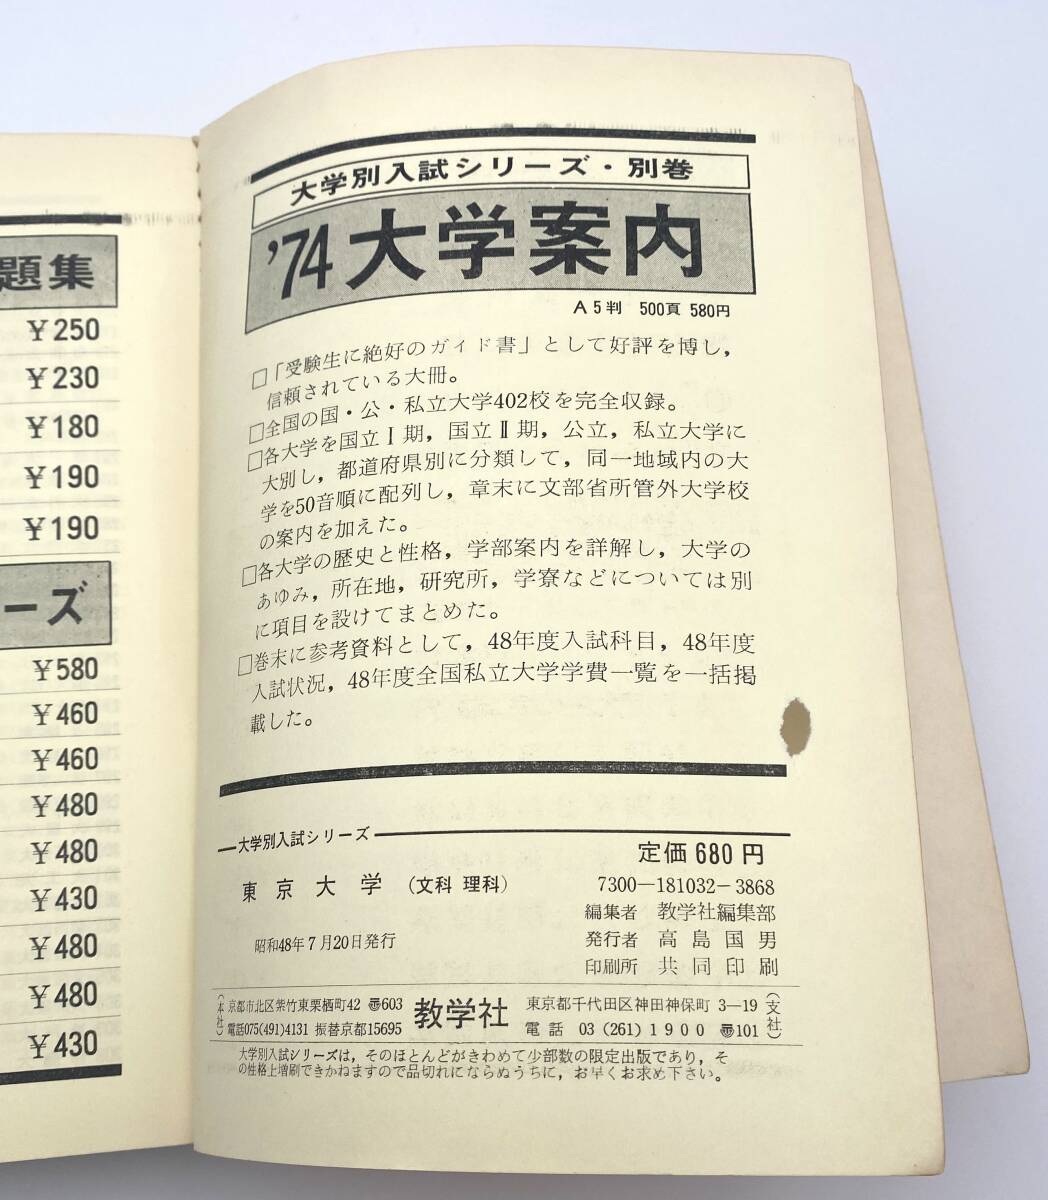 題集
¥250
¥230
¥180
¥190
¥190
ーズ
¥580
¥460
¥460
¥480
¥480
¥430
¥480
¥480
¥430
大学別入試シリーズ・別巻
'74大学案内
A5判 500頁 580円
□「受験生に絶好のガイド書」として好評を博し,
信頼されている大冊。
□全国の国・公・私立大学402校を完全収録。
□各大学を国立Ⅰ期,国立Ⅱ期,公立,私立大学に
大別し,都道府県別に分類して,同一地域内の大
学を50音順に配列し,章末に文部省所管外大学校
の案内を加えた。
□各大学の歴史と性格,学部案内を詳解し,大学の
あゆみ,所在地,研究所,学寮などについては別
に項目を設けてまとめた。
□巻末に参考資料として,48年度入試科目,48年度
入試状況,48年度全国私立大学学費一覧を一括掲
載した。
大学別入試シリーズ
定価680円
東京大学(文科 理科)
7300-181032-3868
編集者 教学社編集部
昭和48年7月20日発行
発行者 高島国男
印刷所 共同印刷
(本社) 京都市北区紫竹東栗栖町42 〠603
電話075(491)4131 振替京都15695
教学社
東京都千代田区神田神保町 3-19 (支社)
電話 03(261)1900 〠101
大学別入試シリーズは,そのほとんどがきわめて少部数の限定出版であり,そ
の性格上増刷できかねますので品切れにならぬうちに,お早くお求め下さい。